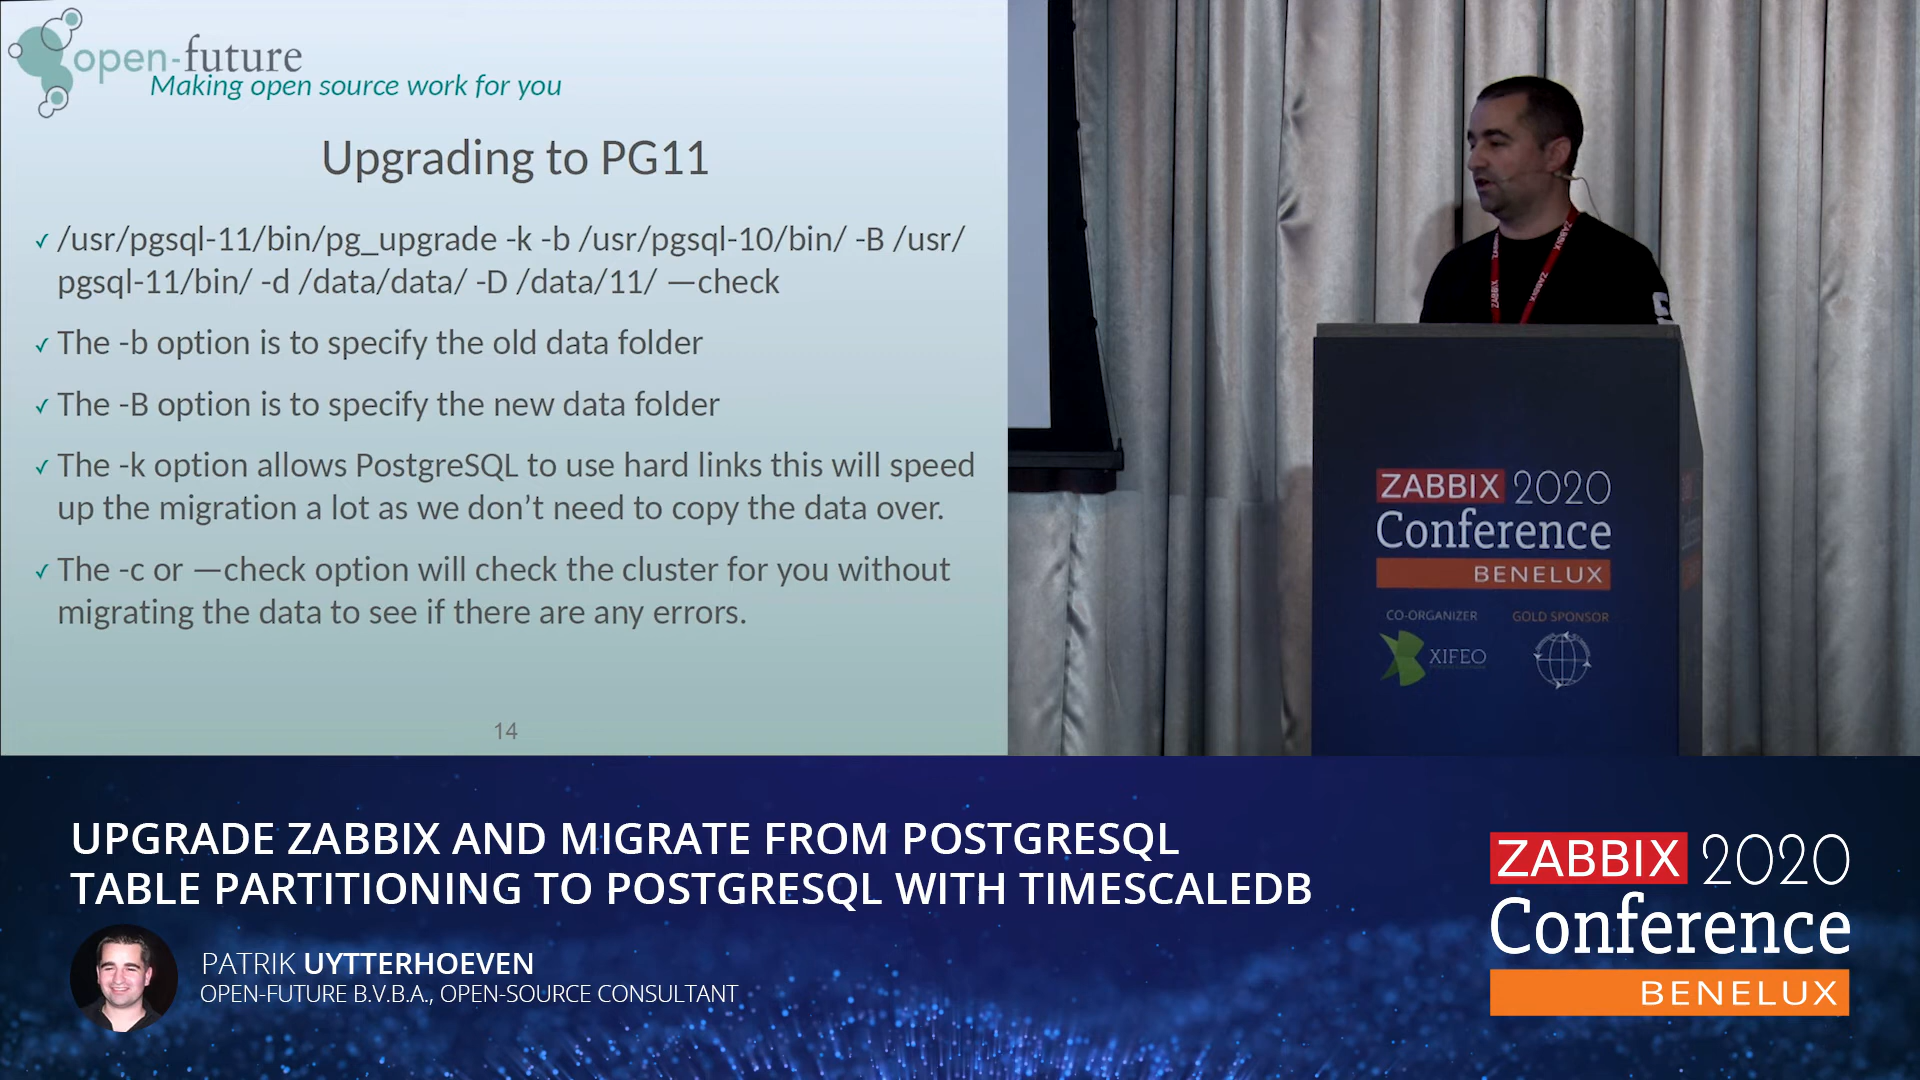 open-future
Making open source work for you
Upgrading to PG11
✓ /usr/pgsql-11/bin/pg_upgrade -k -b /usr/pgsql-10/bin/ -B /usr/
pgsql-11/bin/ -d /data/data/ -D /data/11/ —check
✓ The -b option is to specify the old data folder
✓ The -B option is to specify the new data folder
✓ The -k option allows PostgreSQL to use hard links this will speed
up the migration a lot as we don’t need to copy the data over.
✓ The -c or —check option will check the cluster for you without
migrating the data to see if there are any errors.
14
ZABBIX
ZABBIX
ZABBIX 2020
Conference
BENELUX
CO-ORGANIZER GOLD SPONSOR
XIFEO
UPGRADE ZABBIX AND MIGRATE FROM POSTGRESQL
TABLE PARTITIONING TO POSTGRESQL WITH TIMESCALEDB
PATRIK UYTTERHOEVEN
OPEN-FUTURE B.V.B.A., OPEN-SOURCE CONSULTANT
ZABBIX 2020
Conference
BENELUX